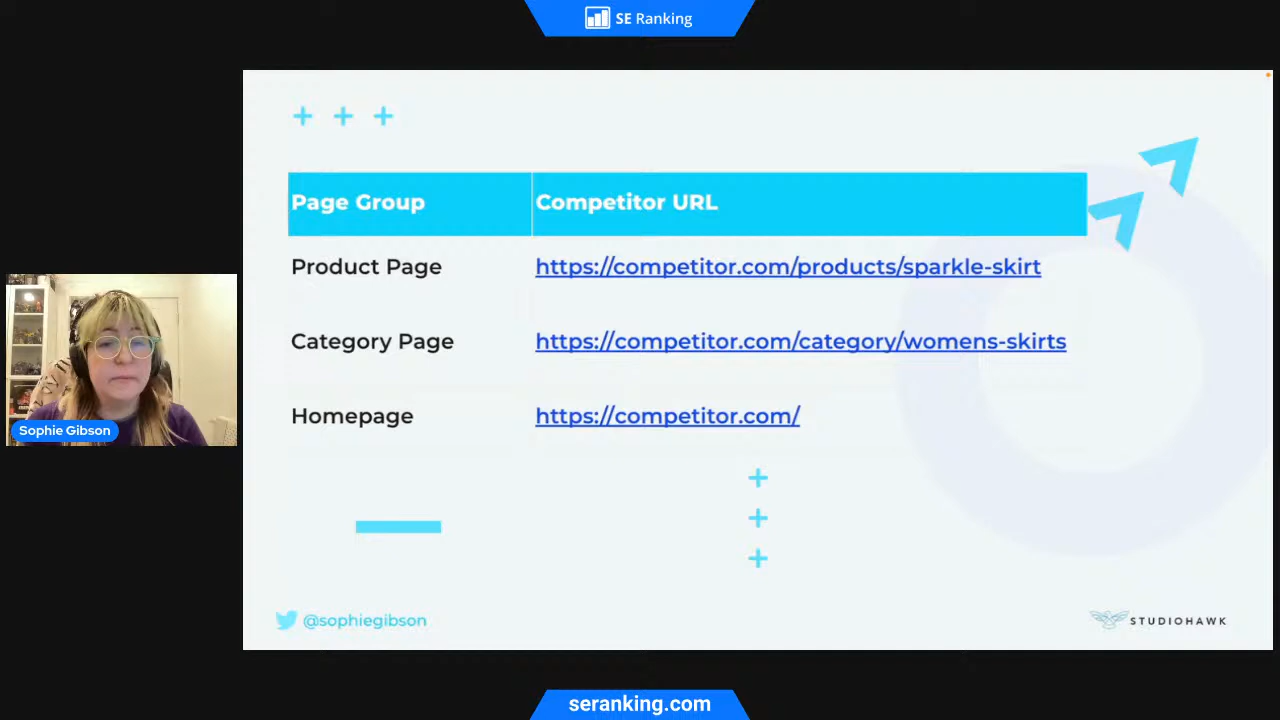 SE Ranking
Page Group Competitor URL
Product Page https://competitor.com/products/sparkle-skirt
Category Page https://competitor.com/category/womens-skirts
Homepage https://competitor.com/
Sophie Gibson
@sophiegibson
STUDIOHAWK
seranking.com